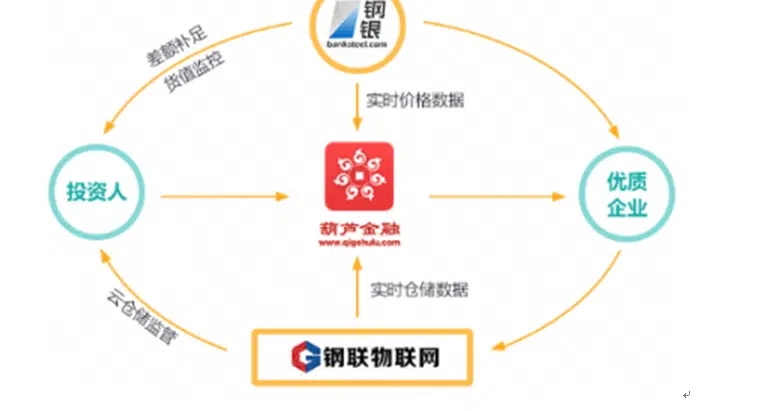 钢
银
banksteel.com
差额补足
货值监控
实时价格数据
投资人
优质
企业
葫芦金融
www.qigehulu.com
实时仓储数据
云仓储监管
钢联物联网